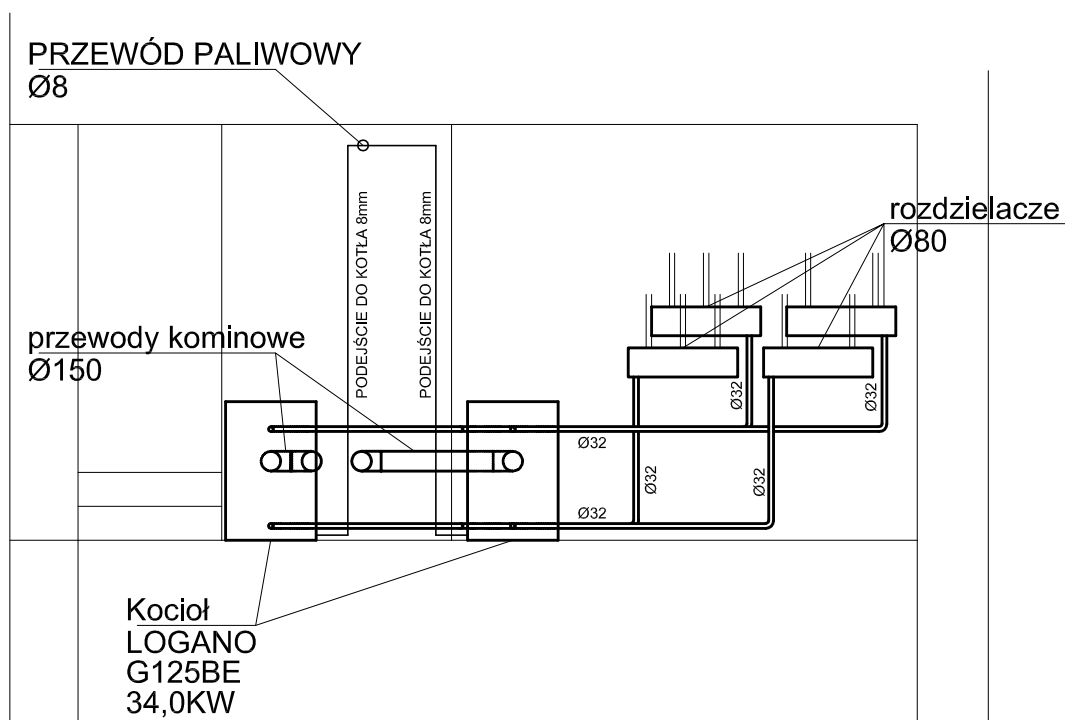 PRZEWÓD PALIWOWY
Ø8
PODEJŚCIE DO KOTŁA 8mm
PODEJŚCIE DO KOTŁA 8mm
rozdzielacze
Ø80
przewody kominowe
Ø150
Ø32
Ø32
Ø32
Ø32
Ø32
Ø32
Kocioł
LOGANO
G125BE
34,0KW